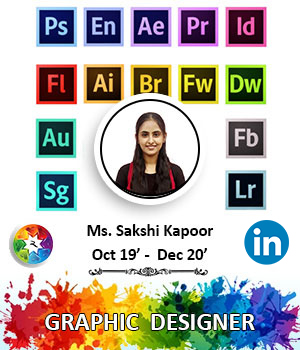 Ps En Ae Pr Id
Fl Ai Br Fw Dw
Au Fb
Sg Lr
Ms. Sakshi Kapoor
Oct 19’ - Dec 20’
in
GRAPHIC DESIGNER